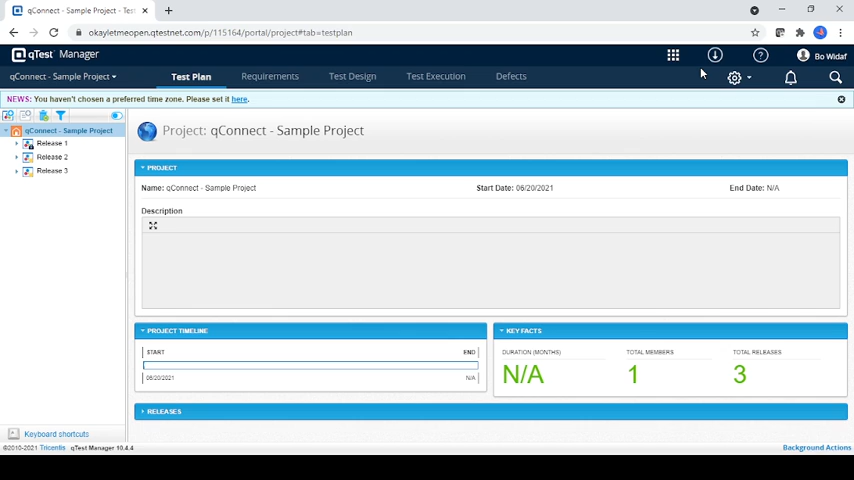 qConnect - Sample Project - Test
okayletmeopen.qtestnet.com/p/115164/portal/project#tab=testplan
qTest Manager
Bo Widaf
qConnect - Sample Project
Test Plan
Requirements
Test Design
Test Execution
Defects
NEWS: You haven't chosen a preferred time zone. Please set it here.
qConnect - Sample Project
Release 1
Release 2
Release 3
Project: qConnect - Sample Project
PROJECT
Name: qConnect - Sample Project
Start Date: 06/20/2021
End Date: N/A
Description
PROJECT TIMELINE
START
END
06/20/2021
N/A
KEY FACTS
DURATION (MONTHS)
TOTAL MEMBERS
TOTAL RELEASES
N/A
1
3
RELEASES
Keyboard shortcuts
©2010-2021 Tricentis qTest Manager 10.4.4
Background Actions